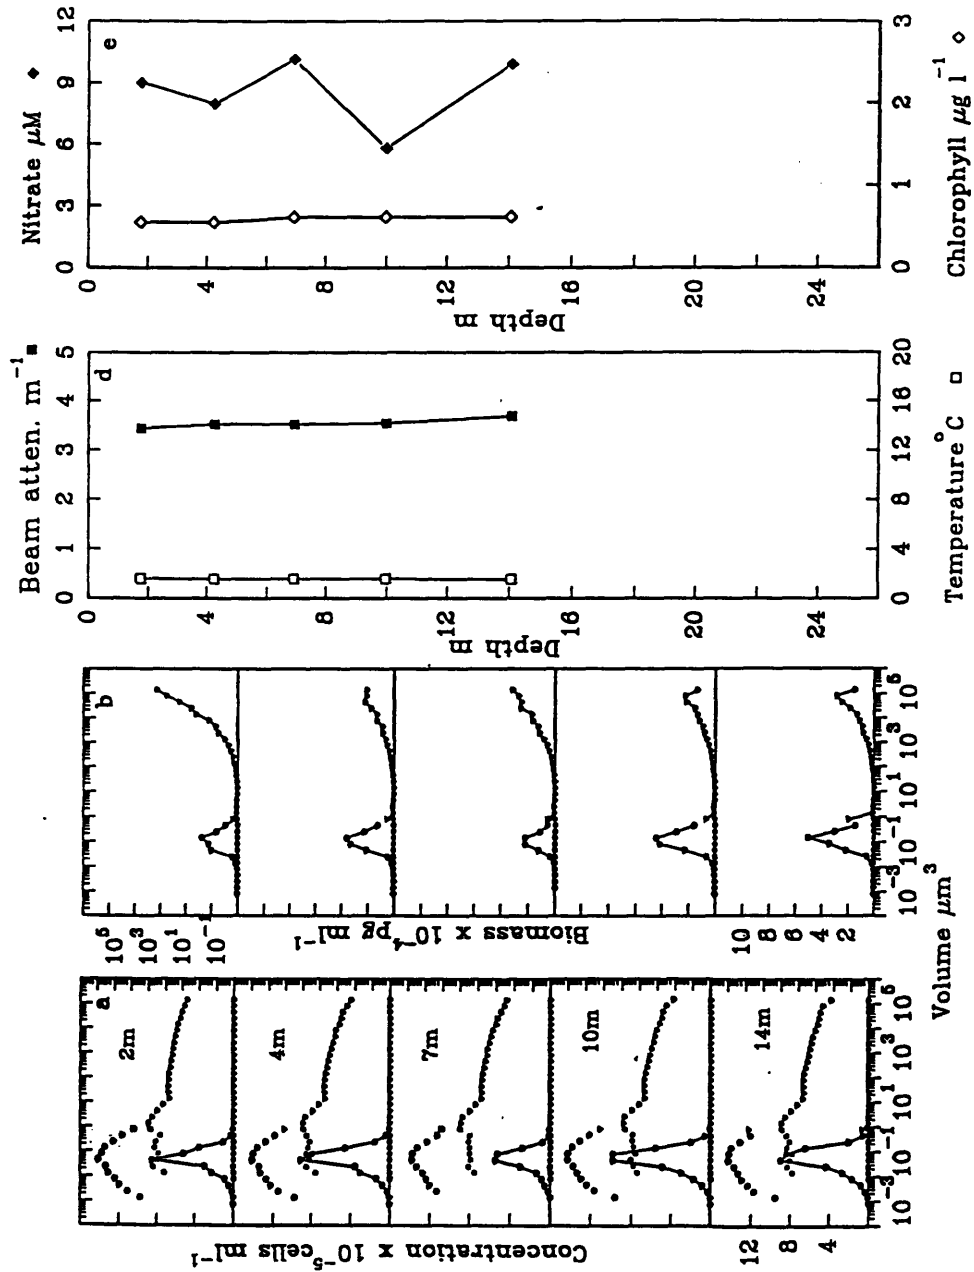 a
2m
4m
7m
10m
14m
Concentration x 10⁻⁵cells ml⁻¹
12
8
4
10⁻³
10⁻¹
10¹
10³
10⁵
10⁵
10³
10¹
10⁻¹
b
Biomass x 10⁻⁴pg ml⁻¹
10
8
6
4
2
10⁻³
10⁻¹
10¹
10³
10⁵
Volume µm³
Beam atten. m⁻¹ ■
0 1 2 3 4 5
d
0
4
8
12
16
20
24
Depth m
0 4 8 12 16 20
Temperature°C □
Nitrate µM ◆
0 3 6 9 12
e
0
4
8
12
16
20
24
Depth m
0 1 2 3
Chlorophyll µg l⁻¹ ◇